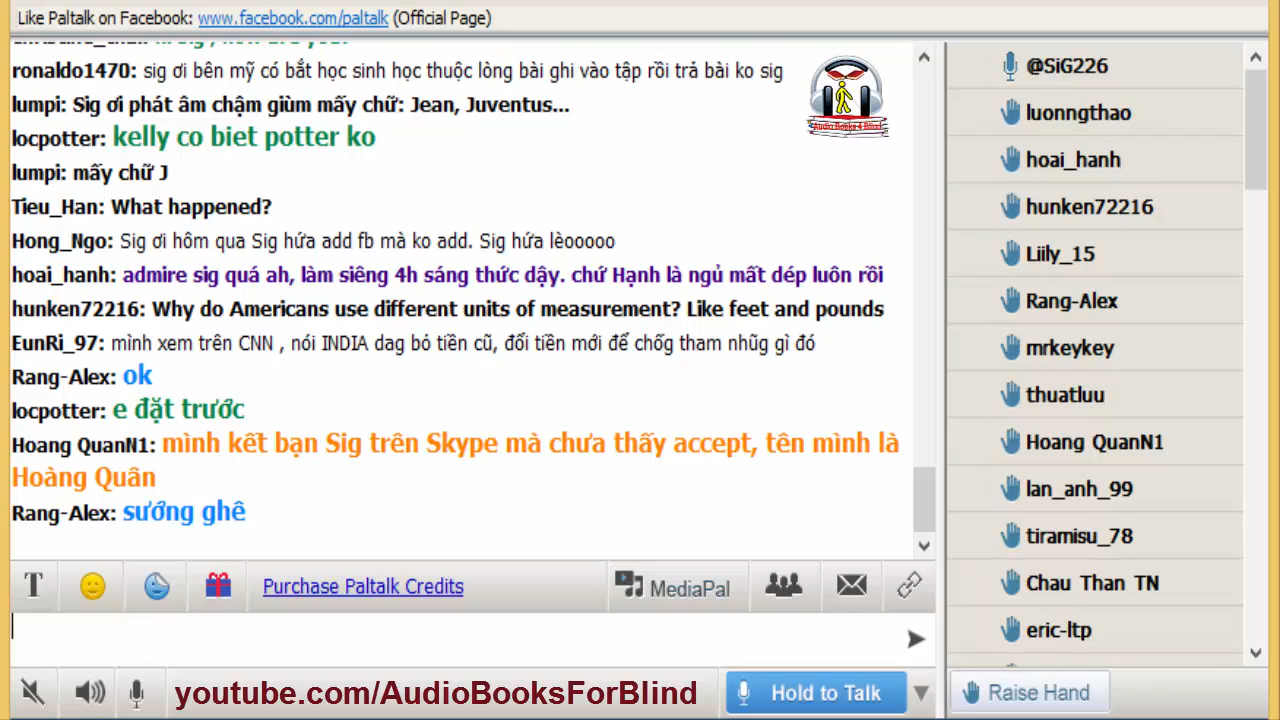 Like Paltalk on Facebook: www.facebook.com/paltalk (Official Page)
ronaldo1470: sig ơi bên mỹ có bắt học sinh học thuộc lòng bài ghi vào tập rồi trả bài ko sig
lumpi: Sig ơi phát âm chậm giùm mấy chữ: Jean, Juventus...
locpotter: kelly co biet potter ko
lumpi: mấy chữ J
Tieu_Han: What happened?
Hong_Ngo: Sig ơi hôm qua Sig hứa add fb mà ko add. Sig hứa lèooooo
hoai_hanh: admire sig quá ah, làm siêng 4h sáng thức dậy. chứ Hạnh là ngủ mất dép luôn rồi
hunken72216: Why do Americans use different units of measurement? Like feet and pounds
EunRi_97: mình xem trên CNN , nói INDIA dag bỏ tiền cũ, đổi tiền mới để chốg tham nhũg gì đó
Rang-Alex: ok
locpotter: e đặt trước
Hoang QuanN1: mình kết bạn Sig trên Skype mà chưa thấy accept, tên mình là
Hoàng Quân
Rang-Alex: sướng ghê
Audio Books 4 Blind
@SiG226
luonngthao
hoai_hanh
hunken72216
Liily_15
Rang-Alex
mrkeykey
thuatluu
Hoang QuanN1
lan_anh_99
tiramisu_78
Chau Than TN
eric-ltp
T
Purchase Paltalk Credits
MediaPal
youtube.com/AudioBooksForBlind
Hold to Talk
Raise Hand